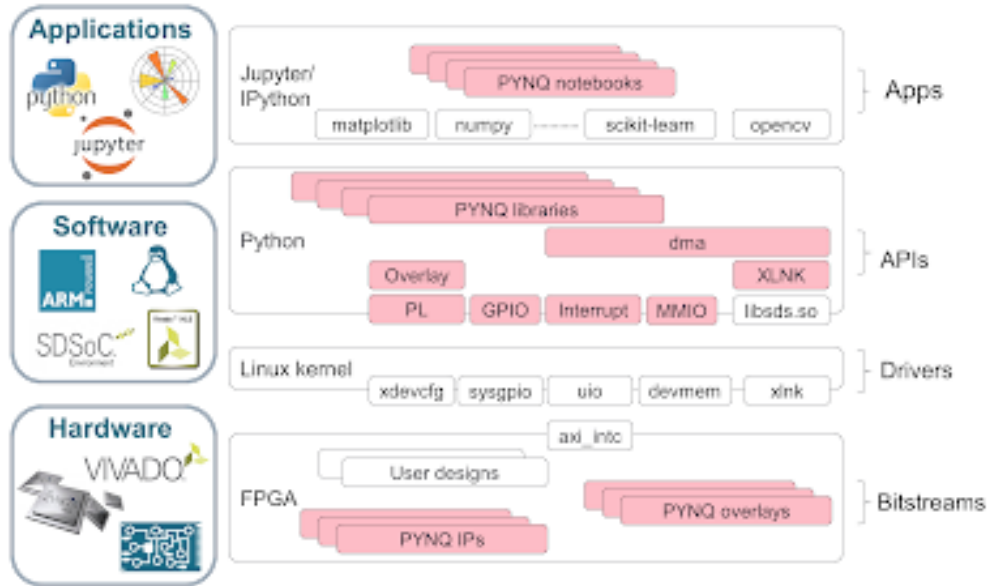 Applications
python
jupyter
Software
ARM
POWERED
SDSoC
Environment
Hardware
VIVADO
Jupyter/
IPython
PYNQ notebooks
matplotlib
numpy
scikit-learn
opencv
Apps
Python
PYNQ libraries
dma
Overlay
XLNK
PL
GPIO
Interrupt
MMIO
libsds.so
APIs
Linux kernel
xdevcfg
sysgpio
uio
devmem
xlnk
Drivers
axi_intc
FPGA
User designs
PYNQ IPs
PYNQ overlays
Bitstreams